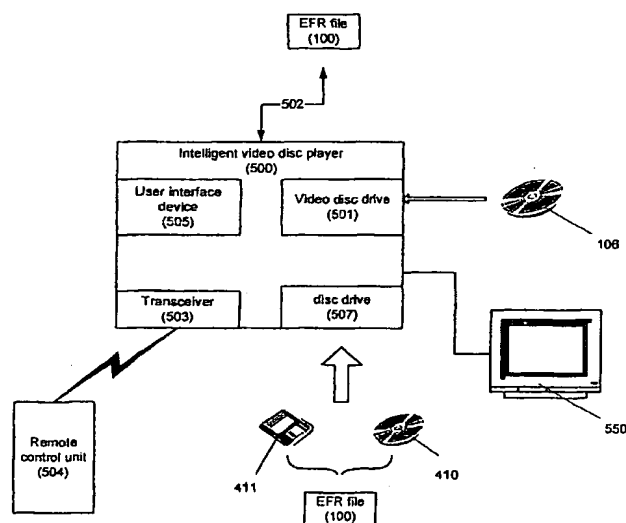 EFR file
(100)
502
Intelligent video disc player
(500)
User interface
device
(505)
Video disc drive
(501)
106
Transceiver
(503)
disc drive
(507)
550
Remote
control unit
(504)
411
410
EFR file
(100)